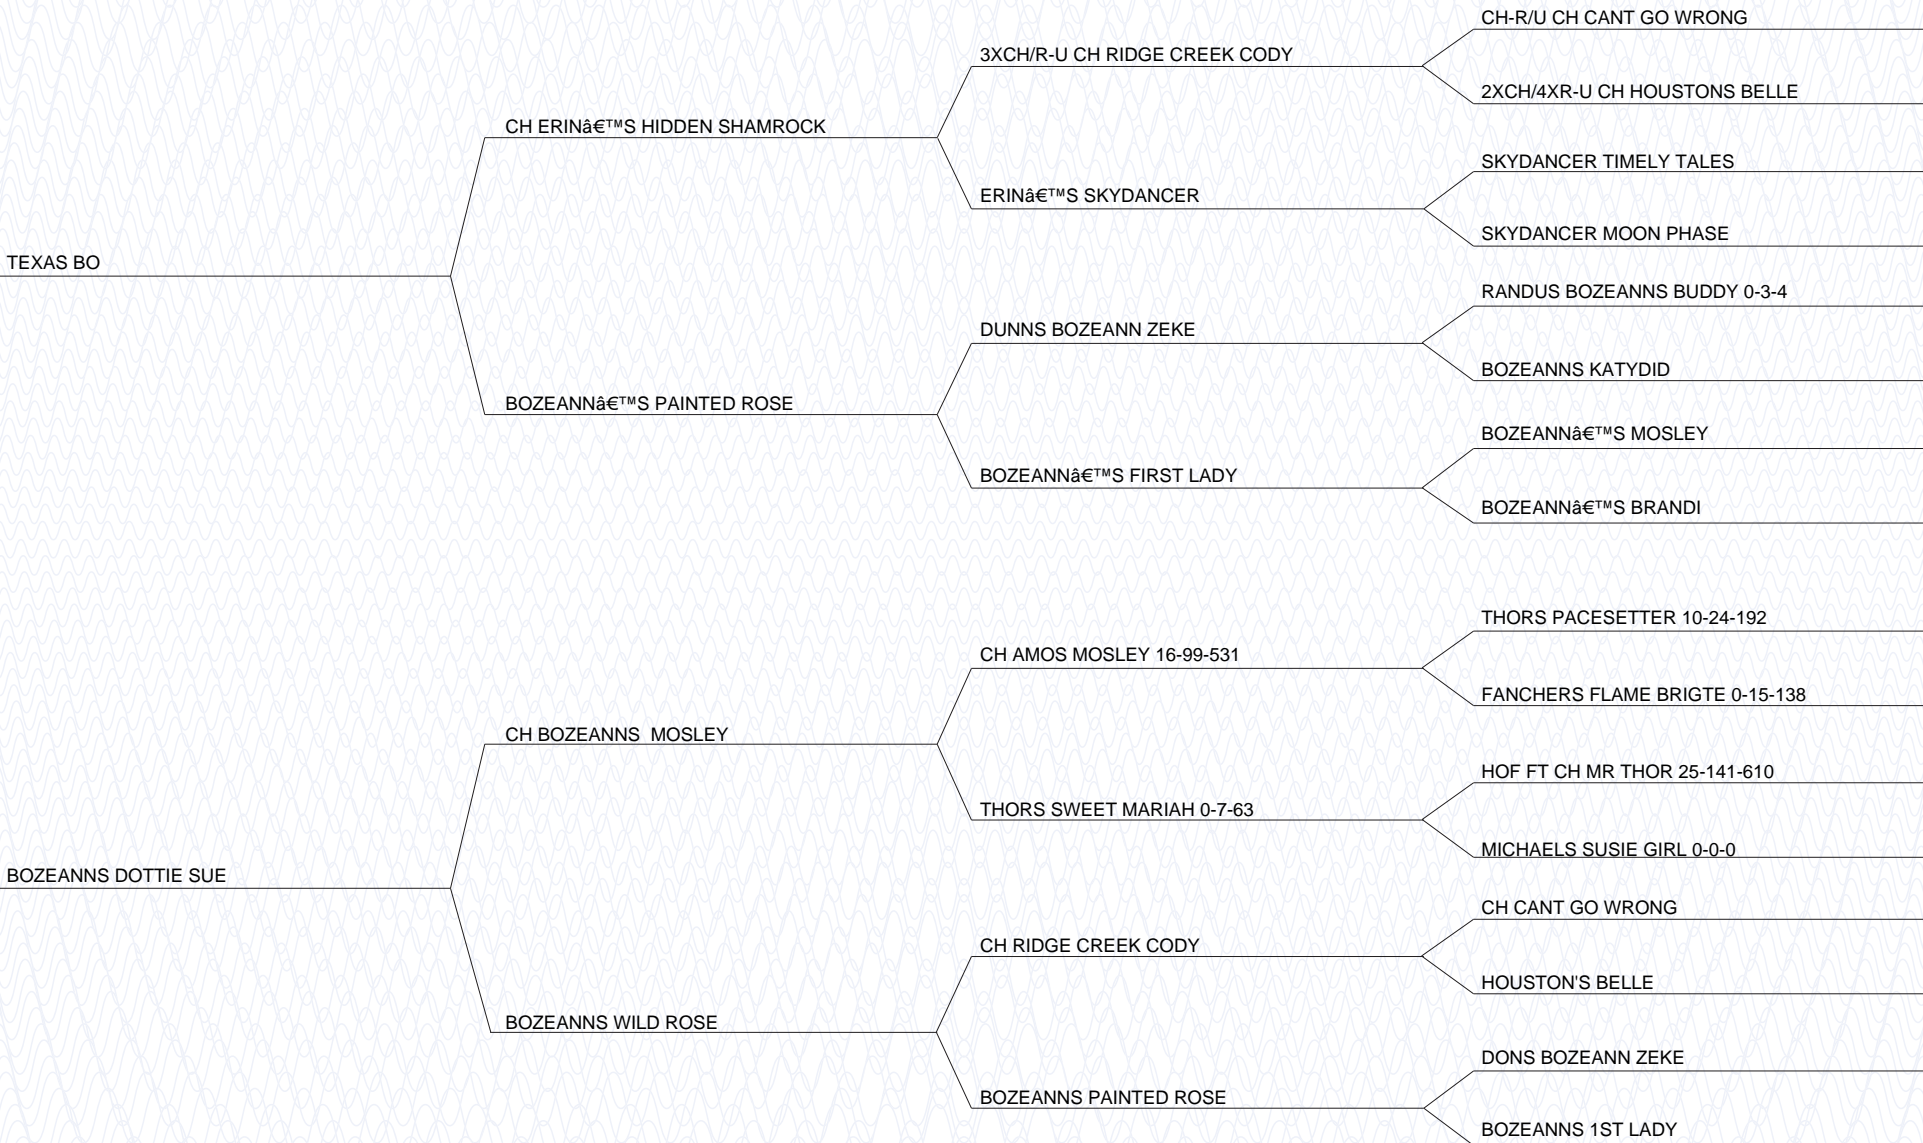 CH-R/U CH CANT GO WRONG
3XCH/R-U CH RIDGE CREEK CODY
2XCH/4XR-U CH HOUSTONS BELLE
CH ERINâ€™S HIDDEN SHAMROCK
SKYDANCER TIMELY TALES
ERINâ€™S SKYDANCER
SKYDANCER MOON PHASE
TEXAS BO
RANDUS BOZEANNS BUDDY 0-3-4
DUNNS BOZEANN ZEKE
BOZEANNS KATYDID
BOZEANNâ€™S PAINTED ROSE
BOZEANNâ€™S MOSLEY
BOZEANNâ€™S FIRST LADY
BOZEANNâ€™S BRANDI
THORS PACESETTER 10-24-192
CH AMOS MOSLEY 16-99-531
FANCHERS FLAME BRIGTE 0-15-138
CH BOZEANNS  MOSLEY
HOF FT CH MR THOR 25-141-610
THORS SWEET MARIAH 0-7-63
MICHAELS SUSIE GIRL 0-0-0
BOZEANNS DOTTIE SUE
CH CANT GO WRONG
CH RIDGE CREEK CODY
HOUSTON'S BELLE
BOZEANNS WILD ROSE
DONS BOZEANN ZEKE
BOZEANNS PAINTED ROSE
BOZEANNS 1ST LADY